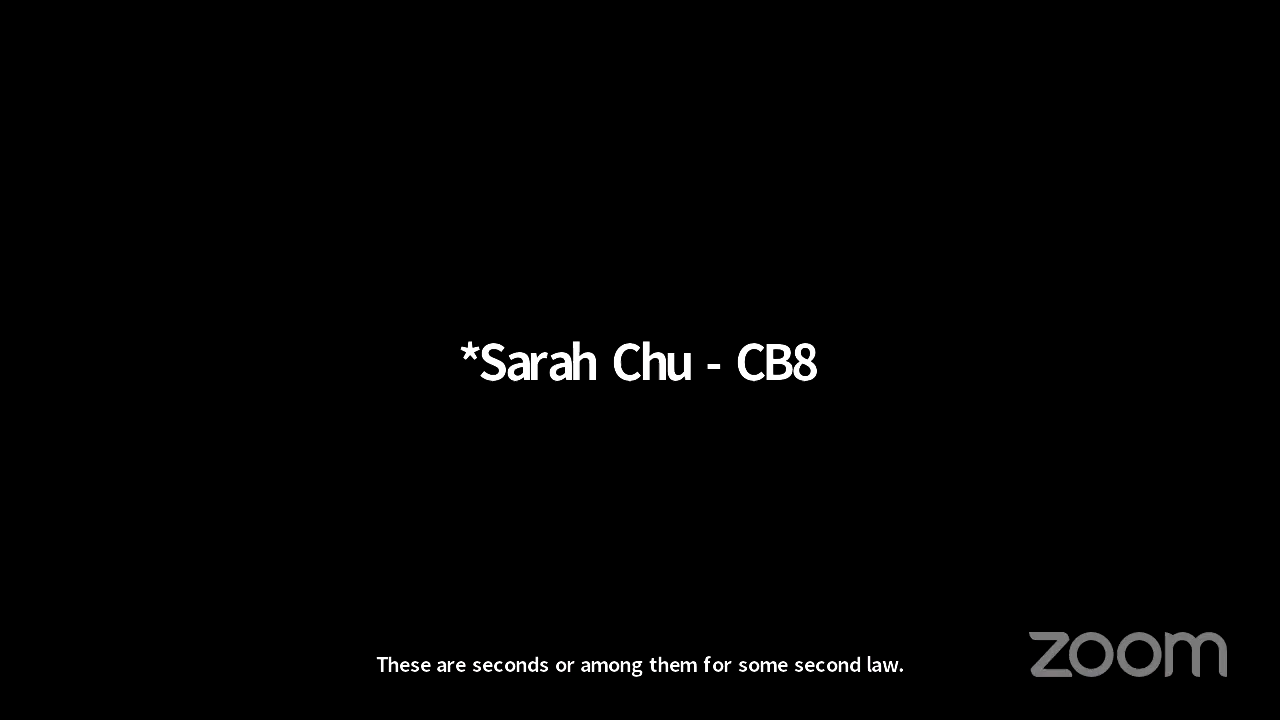 *Sarah Chu - CB8
These are seconds or among them for some second law.
zoom